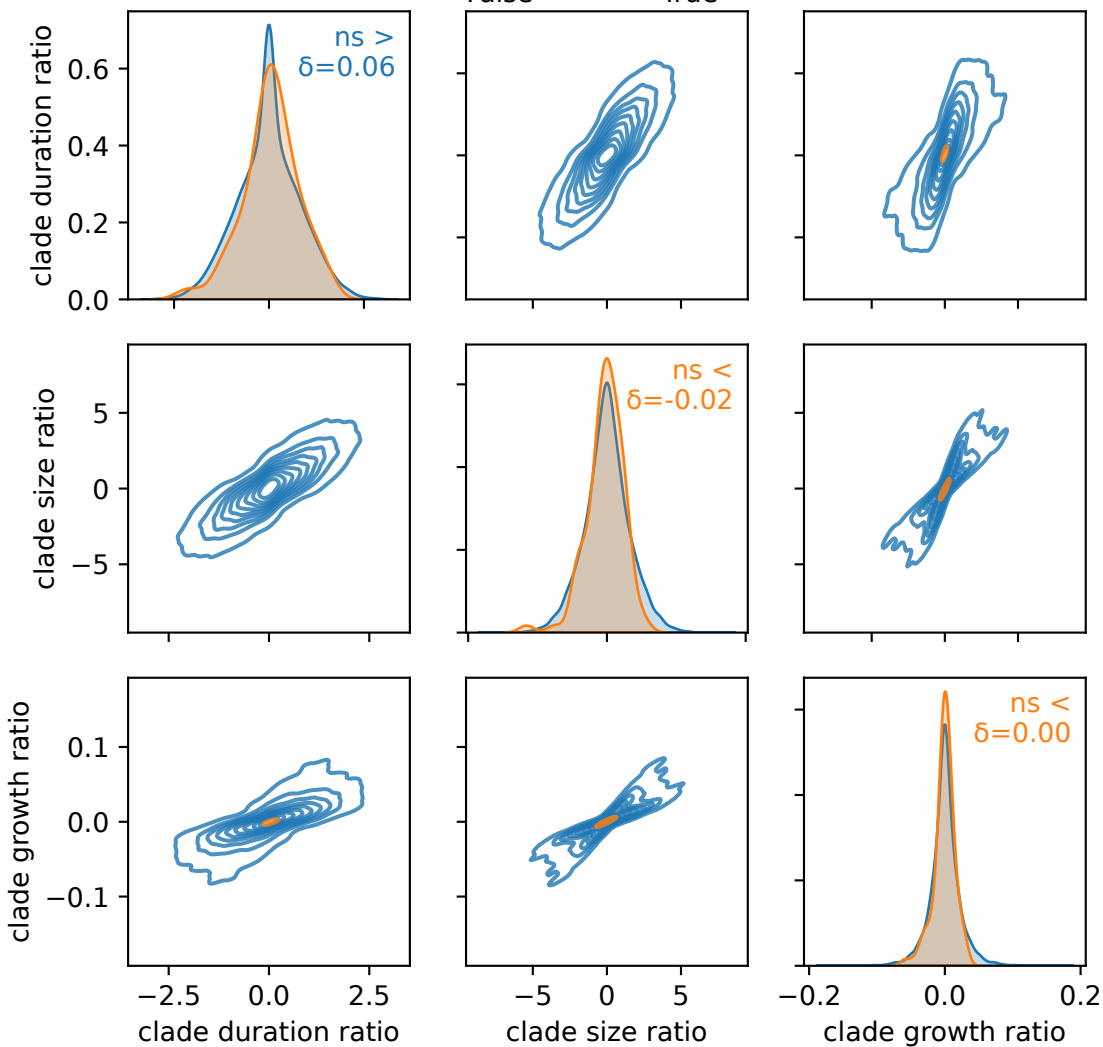 clade duration ratio
0.6
0.4
0.2
0.0
ns >
δ=0.06
clade size ratio
5
0
−5
ns <
δ=-0.02
clade growth ratio
0.1
0.0
−0.1
ns <
δ=0.00
−2.5 0.0 2.5
−5 0 5
−0.2 0.0 0.2
clade duration ratio
clade size ratio
clade growth ratio